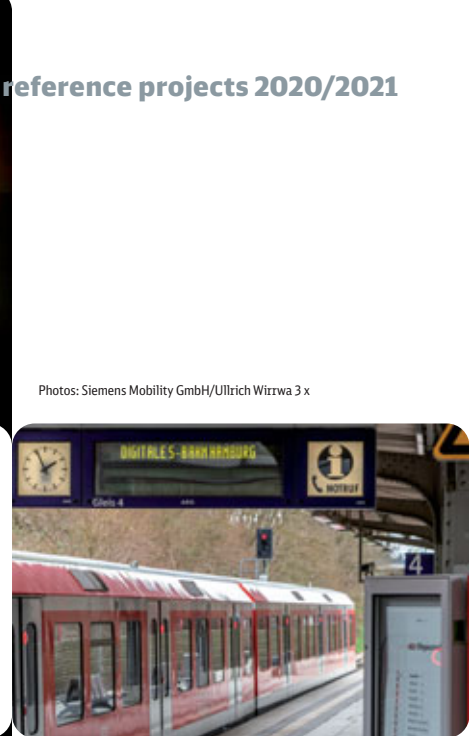 reference projects 2020/2021
Photos: Siemens Mobility GmbH/Ullrich Wirrwa 3 x
DIGITALE S-BAHN HAMBURG
NOTRUF
Gleis 4
4